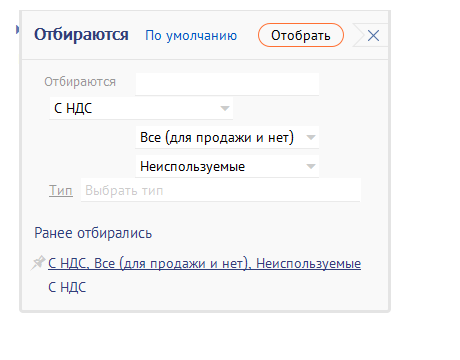 Отбираются По умолчанию Отобрать
Отбираются
С НДС
Все (для продажи и нет)
Неиспользуемые
Тип Выбрать тип
Ранее отбирались
С НДС, Все (для продажи и нет), Неиспользуемые
С НДС